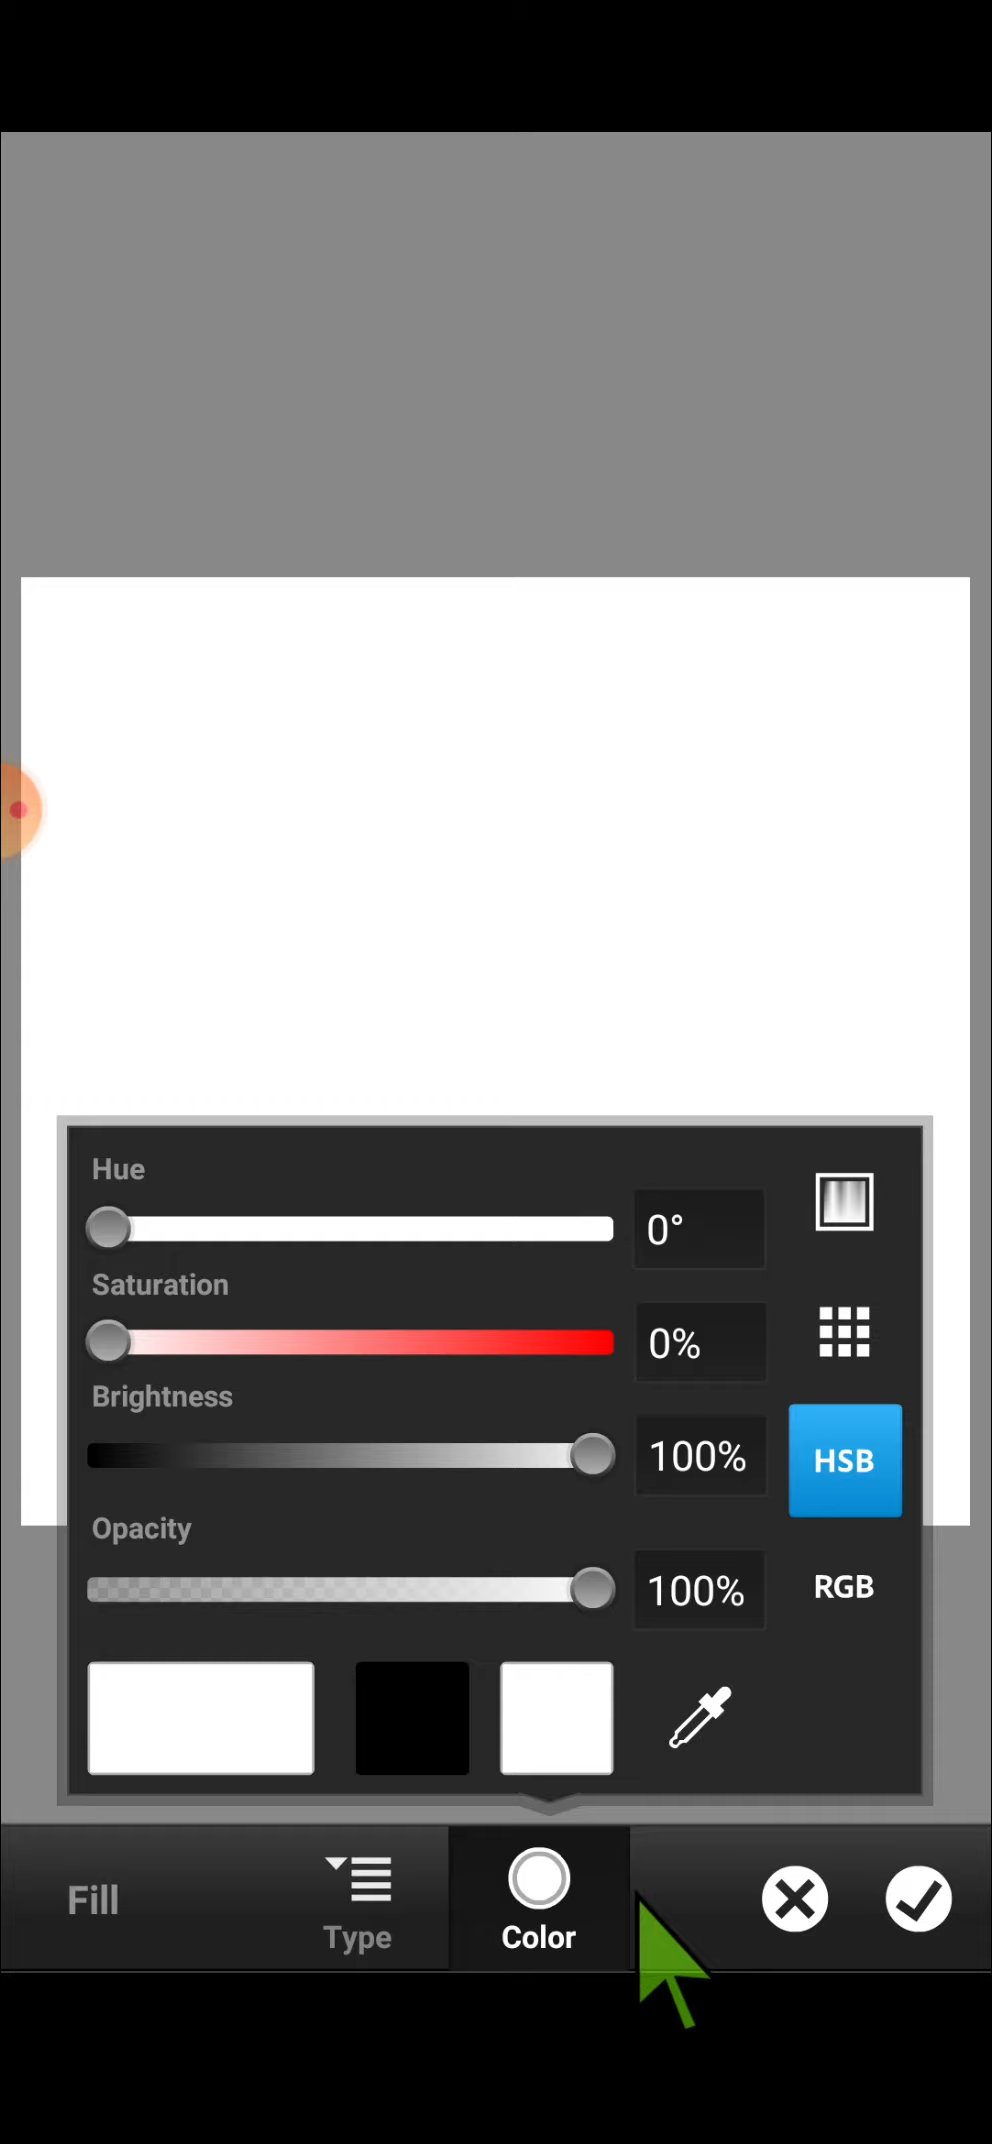 Hue
0°
Saturation
0%
Brightness
100%
HSB
Opacity
100%
RGB
Fill
Type
Color